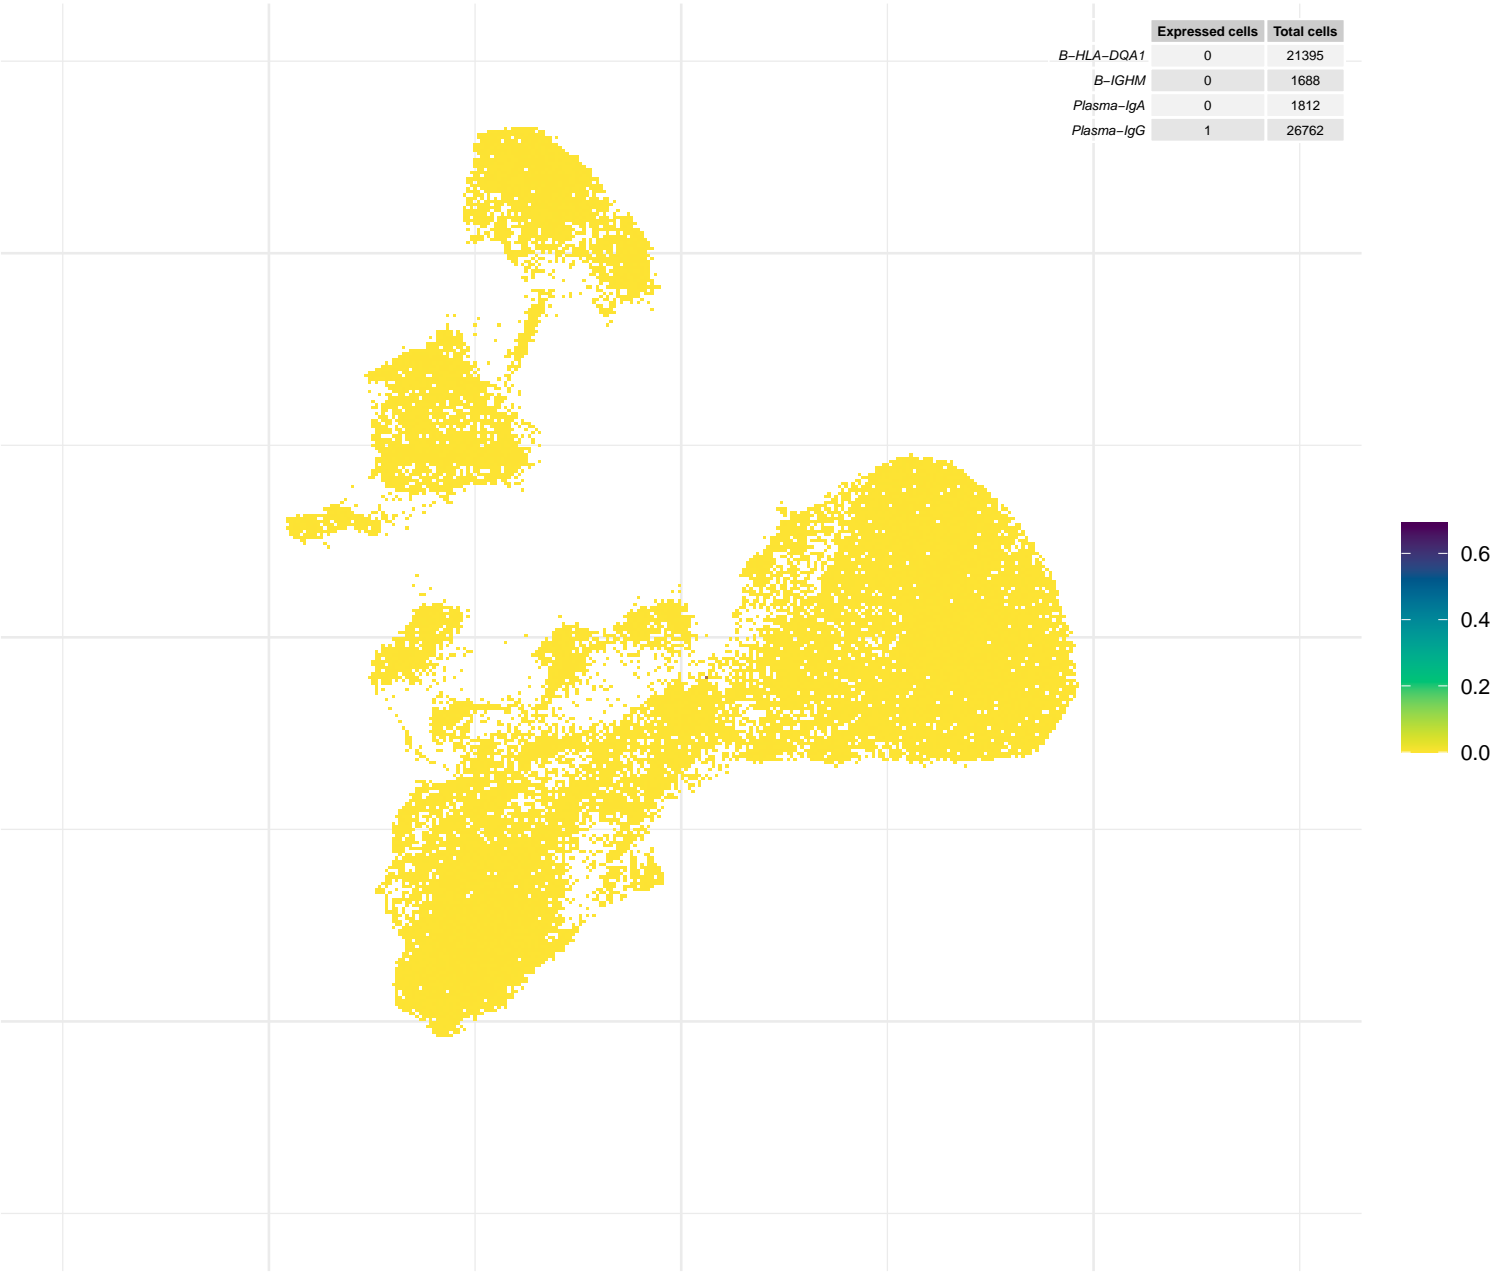 Expressed cells Total cells
B−HLA−DQA1 0 21395
B−IGHM 0 1688
Plasma−IgA 0 1812
Plasma−IgG 1 26762
0.6
0.4
0.2
0.0